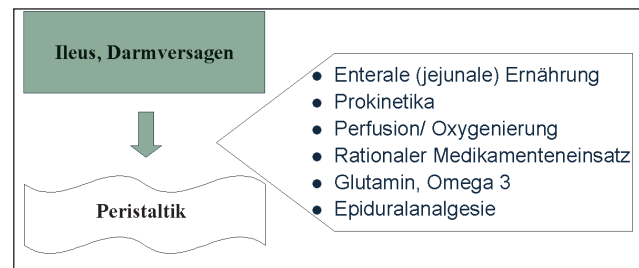 Ileus, Darmversagen
Peristaltik
● Enterale (jejunale) Ernährung
● Prokinetika
● Perfusion/ Oxygenierung
● Rationaler Medikamenteneinsatz
● Glutamin, Omega 3
● Epiduralanalgesie